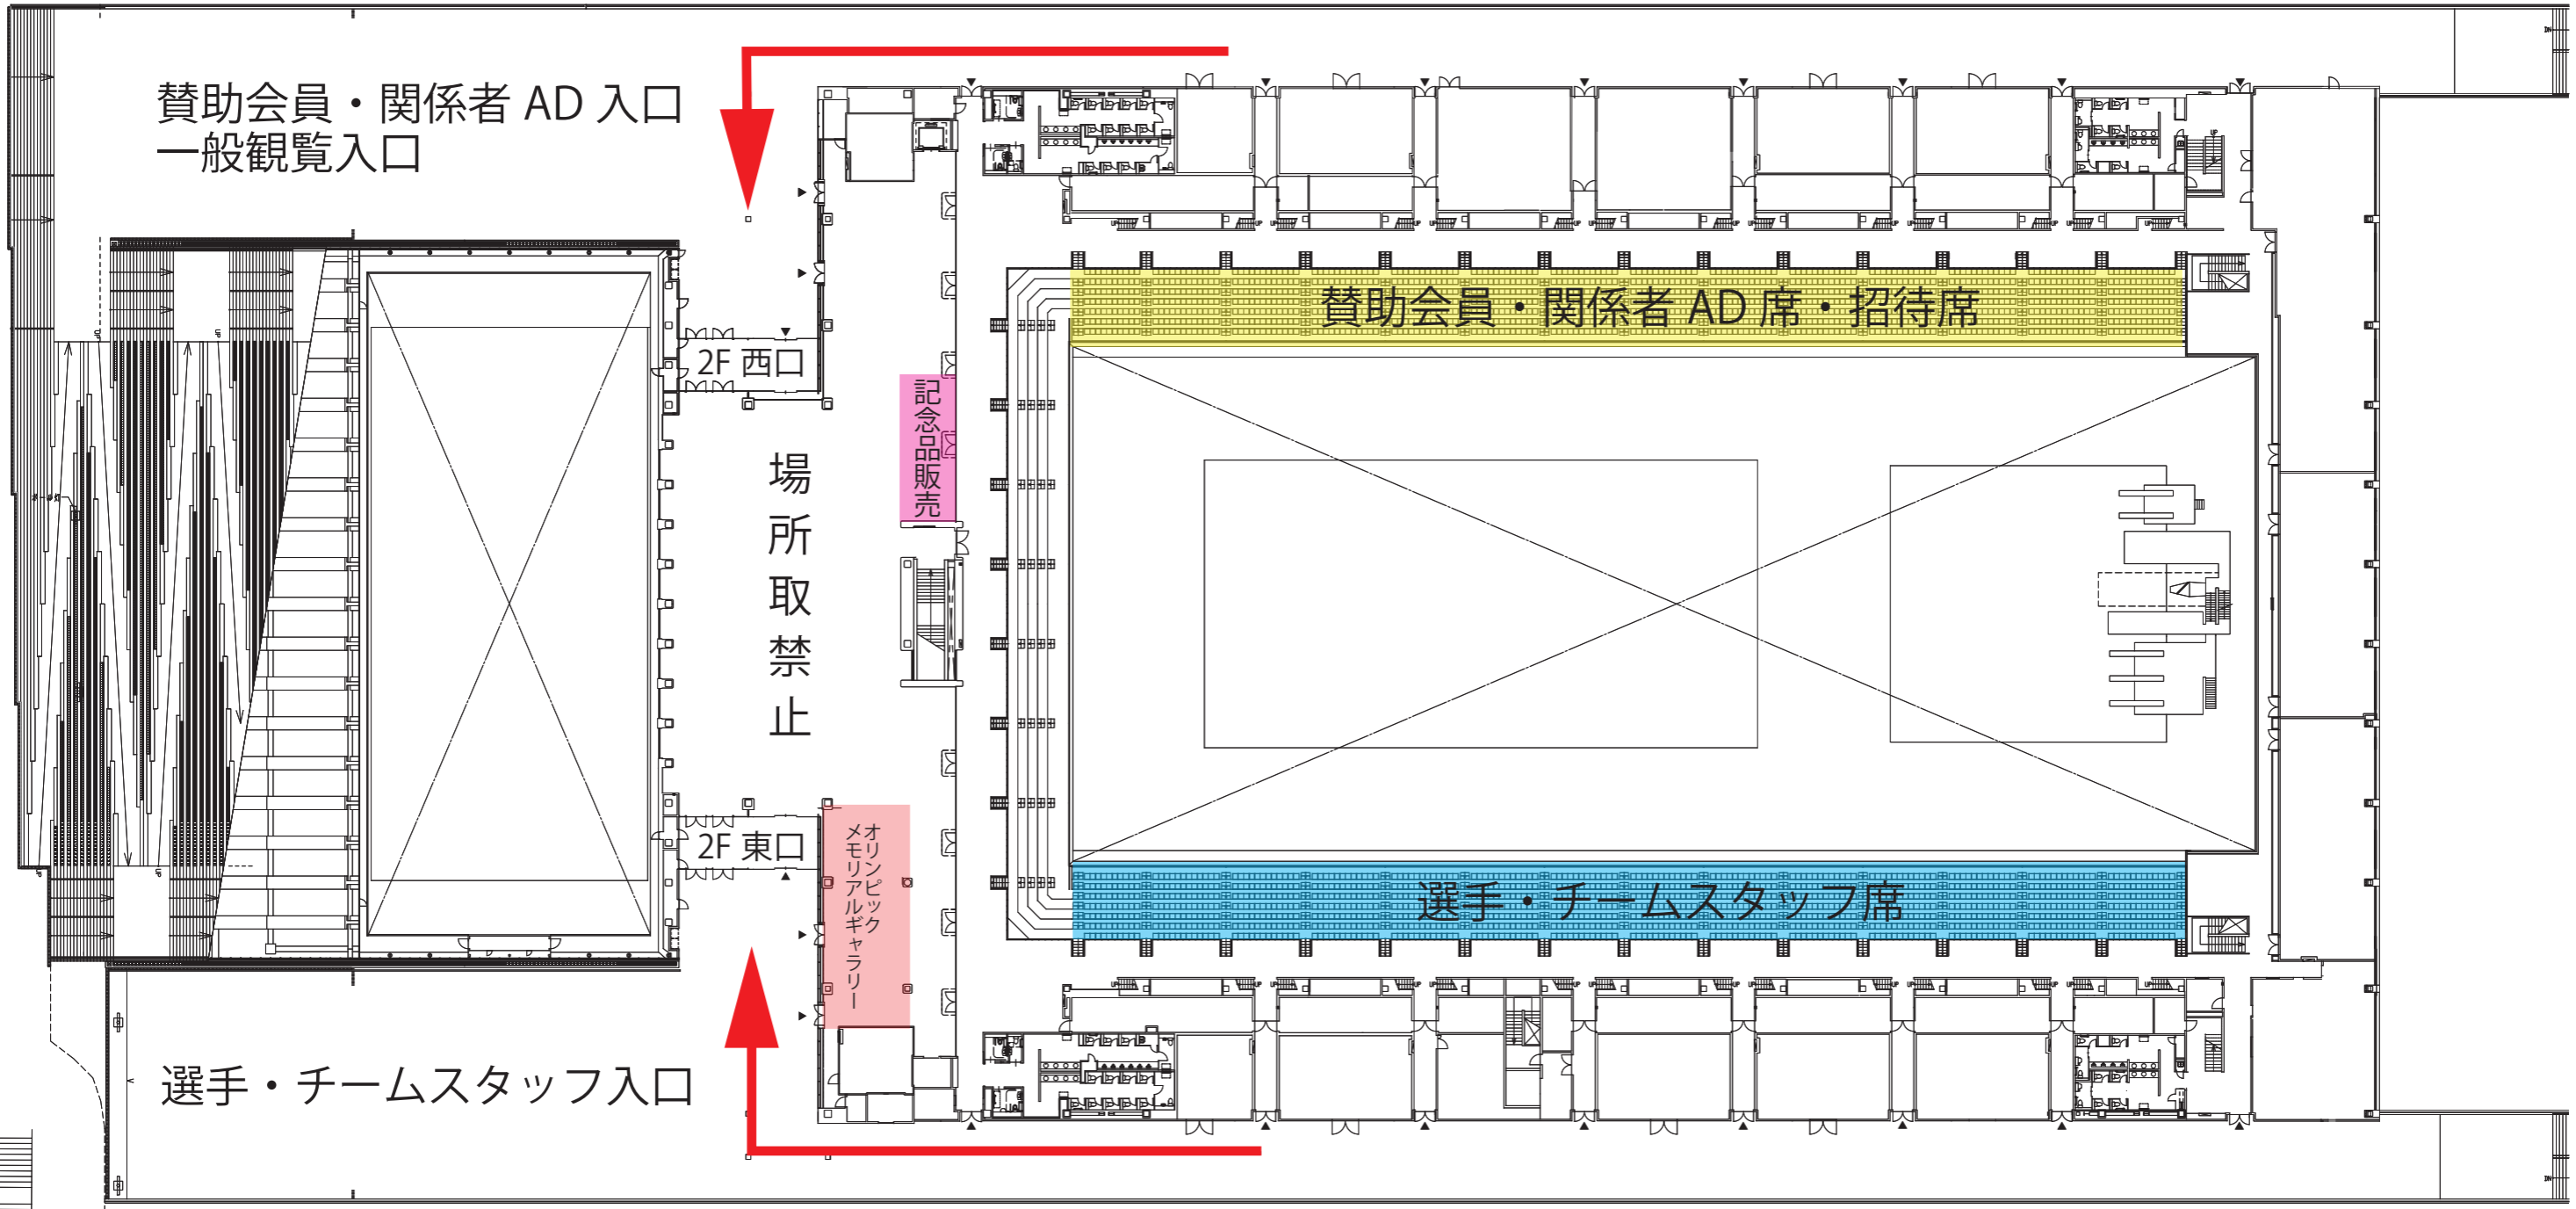 賛助会員・関係者 AD 入口
一般観覧入口
賛助会員・関係者 AD 席・招待席
2F 西口
記念品販売
場所取禁止
2F 東口
オリンピック
メモリアルギャラリー
選手・チームスタッフ席
選手・チームスタッフ入口